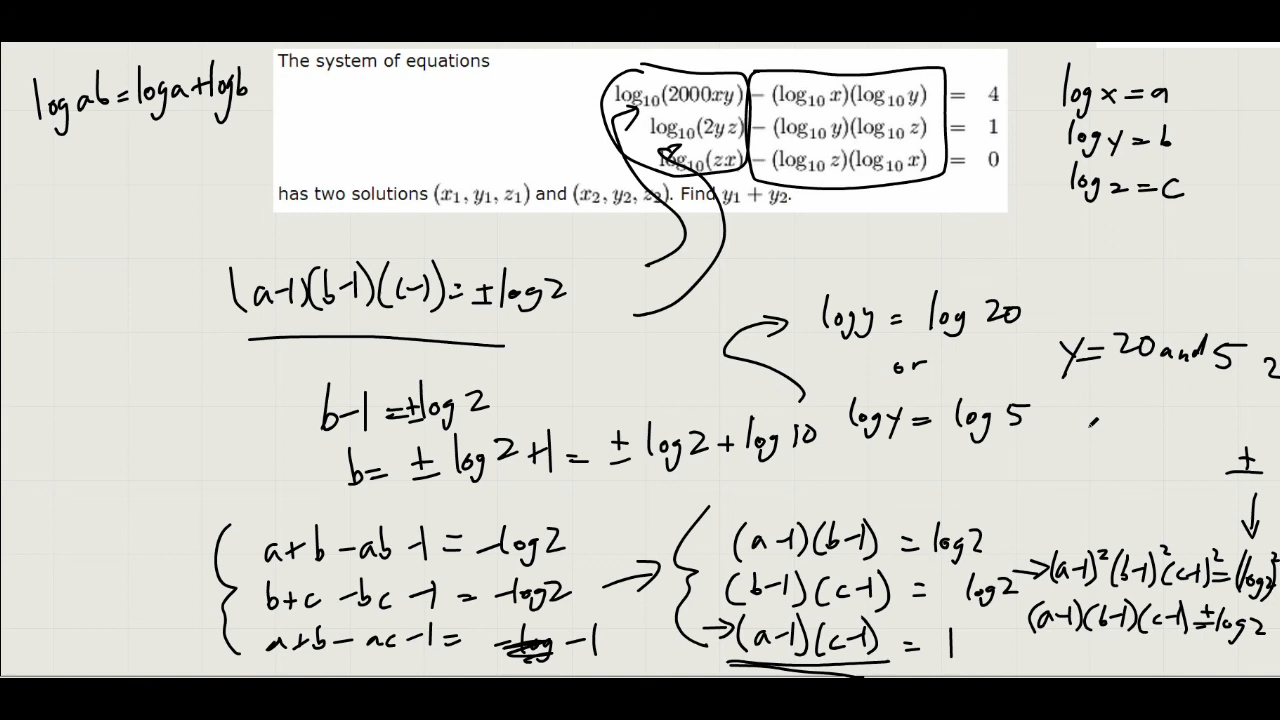 The system of equations
log ab = log a + log b
log₁₀(2000xy) − (log₁₀ x)(log₁₀ y) = 4
log₁₀(2yz) − (log₁₀ y)(log₁₀ z) = 1
log₁₀(zx) − (log₁₀ z)(log₁₀ x) = 0
has two solutions (x₁, y₁, z₁) and (x₂, y₂, z₂). Find y₁ + y₂.
log x = a
log y = b
log z = c
(a-1)(b-1)(c-1) = ± log 2
b-1 = ± log 2
b = ± log 2 + 1 = ± log 2 + log 10
log y = log 20
or
log y = log 5
y = 20 and 5 2
±
a+b-ab-1 = -log 2
b+c-bc-1 = -log 2
a+b-ac-1 = -1
(a-1)(b-1) = log 2
(b-1)(c-1) = log 2
(a-1)(c-1) = 1
(a-1)²(b-1)²(c-1)² = (log 2)²
(a-1)(b-1)(c-1) = ± log 2